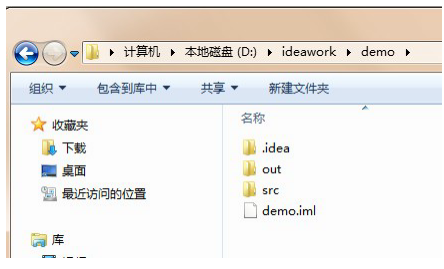 计算机 本地磁盘 (D:) ideawork demo
组织 包含到库中 共享 新建文件夹
收藏夹
下载
桌面
最近访问的位置
库
名称
.idea
out
src
demo.iml